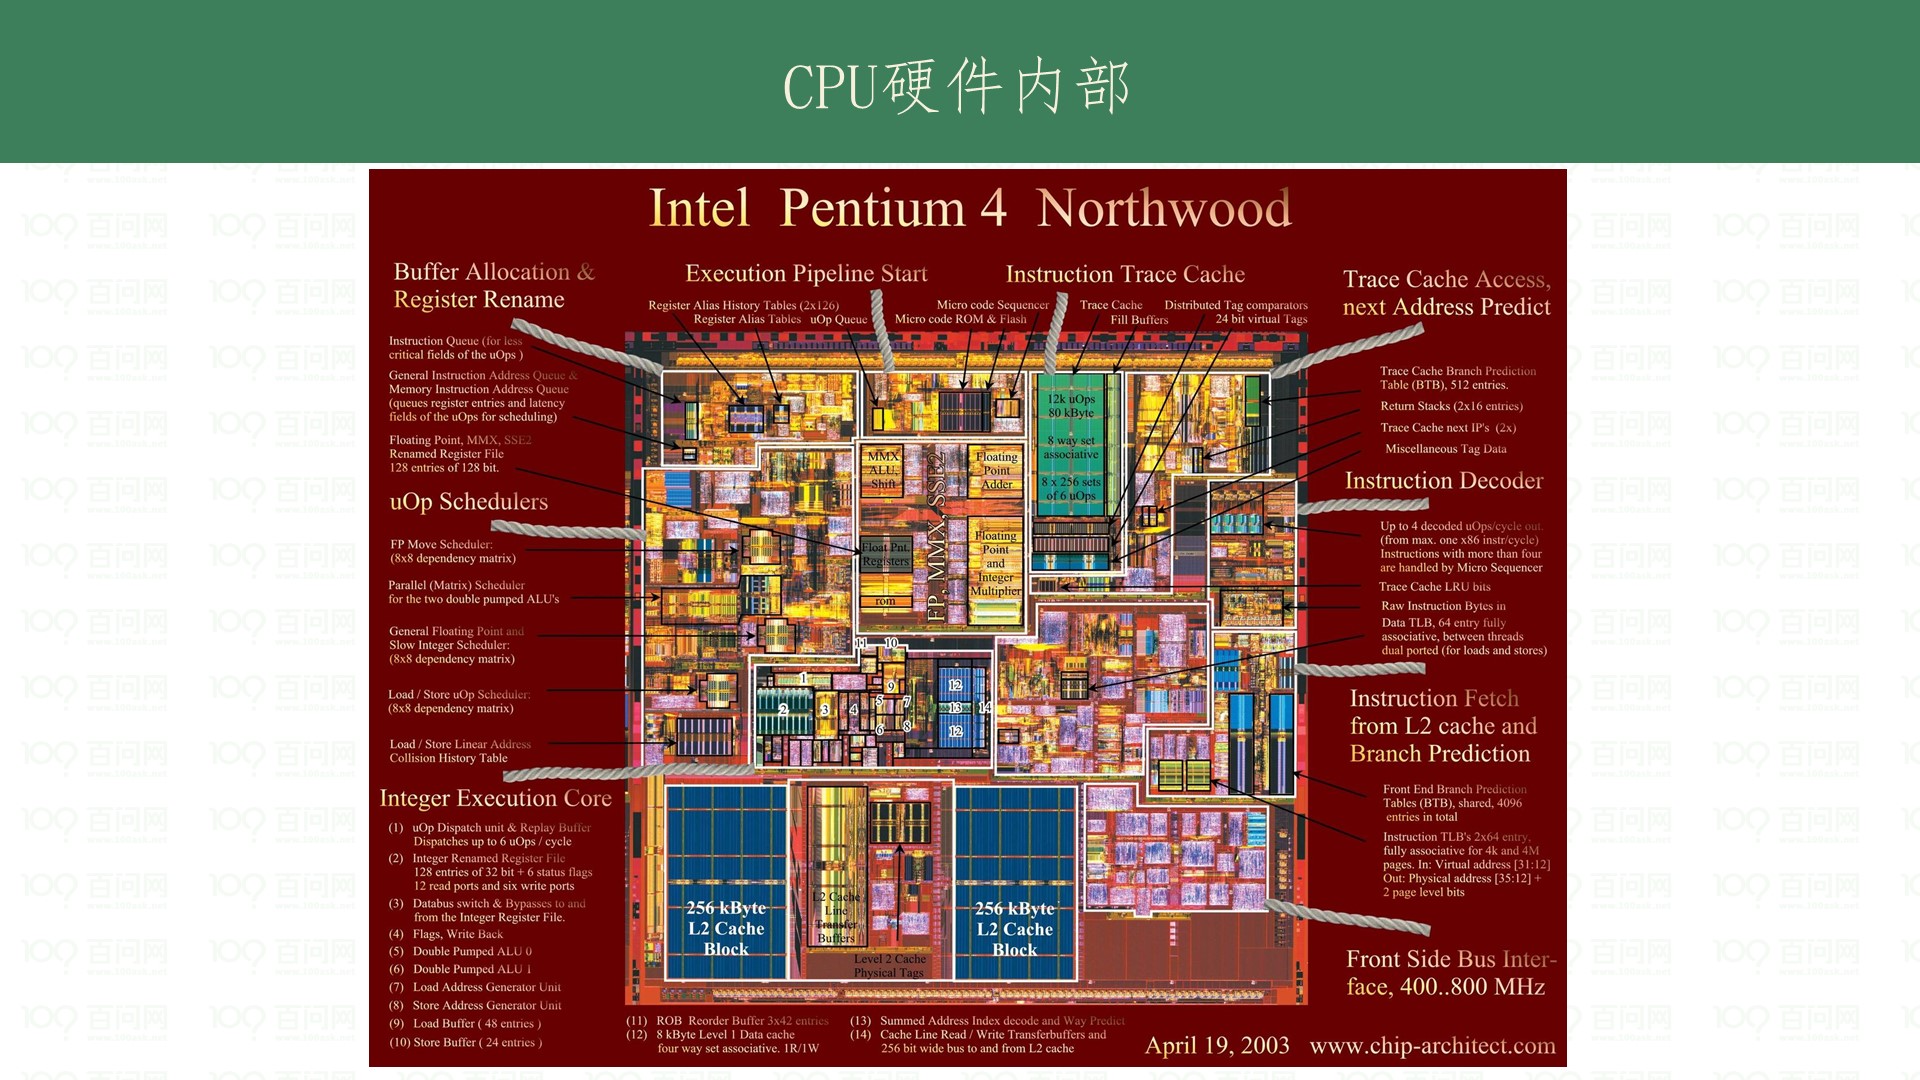 CPU硬件内部
Intel Pentium 4 Northwood
Buffer Allocation &
Register Rename
Instruction Queue (for less
critical fields of the uOps )
General Instruction Address Queue &
Memory Instruction Address Queue
(queues register entries and latency
fields of the uOps for scheduling)
Floating Point, MMX, SSE2
Renamed Register File
128 entries of 128 bit.
uOp Schedulers
FP Move Scheduler:
(8x8 dependency matrix)
Parallel (Matrix) Scheduler
for the two double pumped ALU's
General Floating Point and
Slow Integer Scheduler:
(8x8 dependency matrix)
Load / Store uOp Scheduler:
(8x8 dependency matrix)
Load / Store Linear Address
Collision History Table
Integer Execution Core
(1) uOp Dispatch unit & Replay Buffer
Dispatches up to 6 uOps / cycle
(2) Integer Renamed Register File
128 entries of 32 bit + 6 status flags
12 read ports and six write ports
(3) Databus switch & Bypasses to and
from the Integer Register File.
(4) Flags, Write Back
(5) Double Pumped ALU 0
(6) Double Pumped ALU 1
(7) Load Address Generator Unit
(8) Store Address Generator Unit
(9) Load Buffer ( 48 entries )
(10) Store Buffer ( 24 entries )
Execution Pipeline Start
Register Alias History Tables (2x126)
Register Alias Tables uOp Queue
Instruction Trace Cache
Micro code Sequencer
Micro code ROM & Flash
Trace Cache
Fill Buffers
Distributed Tag comparators
24 bit virtual Tags
12k uOps
80 kByte
8 way set
associative
8 x 256 sets
of 6 uOps
MMX
ALU,
Shift
FP, MMX, SSE2
Floating
Point
Adder
Float Pnt.
Registers
Floating
Point
and
Integer
Multiplier
rom
11 10
1
2
3
4
5
6
7
8
9
12
13
14
12
256 kByte
L2 Cache
Block
L2 Cache
Line
Transfer
Buffers
Level 2 Cache
Physical Tags
256 kByte
L2 Cache
Block
Trace Cache Access,
next Address Predict
Trace Cache Branch Prediction
Table (BTB), 512 entries.
Return Stacks (2x16 entries)
Trace Cache next IP's (2x)
Miscellaneous Tag Data
Instruction Decoder
Up to 4 decoded uOps/cycle out.
(from max. one x86 instr/cycle)
Instructions with more than four
are handled by Micro Sequencer
Trace Cache LRU bits
Raw Instruction Bytes in
Data TLB, 64 entry fully
associative, between threads
dual ported (for loads and stores)
Instruction Fetch
from L2 cache and
Branch Prediction
Front End Branch Prediction
Tables (BTB), shared, 4096
entries in total
Instruction TLB's 2x64 entry,
fully associative for 4k and 4M
pages. In: Virtual address [31:12]
Out: Physical address [35:12] +
2 page level bits
Front Side Bus Inter-
face, 400..800 MHz
(11) ROB Reorder Buffer 3x42 entries
(12) 8 kByte Level 1 Data cache
four way set associative. 1R/1W
(13) Summed Address Index decode and Way Predict
(14) Cache Line Read / Write Transferbuffers and
256 bit wide bus to and from L2 cache
April 19, 2003 www.chip-architect.com